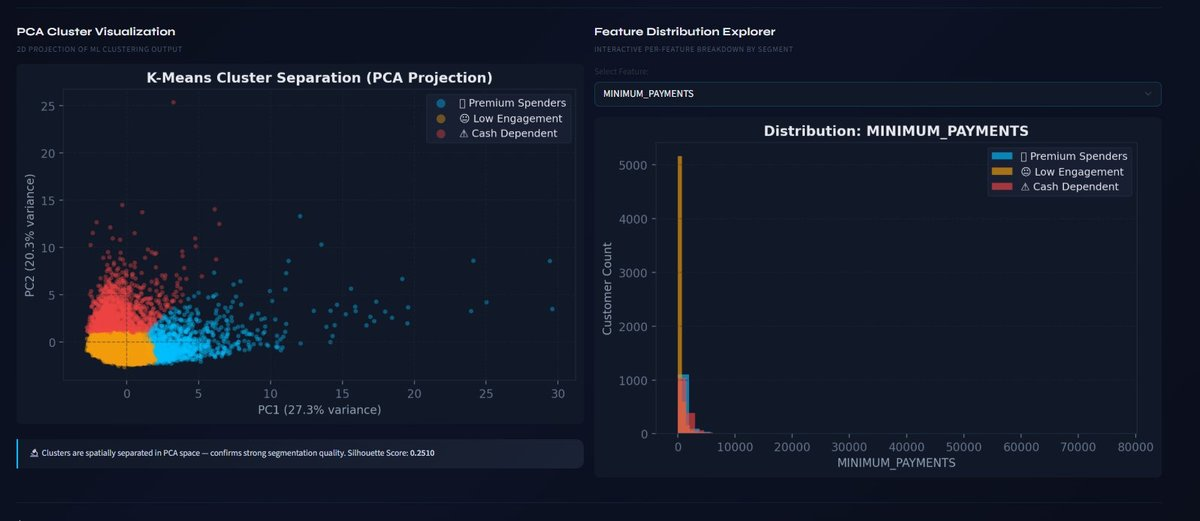 PCA Cluster Visualization
2D PROJECTION OF ML CLUSTERING OUTPUT
K-Means Cluster Separation (PCA Projection)
Premium Spenders
Low Engagement
⚠ Cash Dependent
25
20
15
10
5
0
PC2 (20.3% variance)
0 5 10 15 20 25 30
PC1 (27.3% variance)
Clusters are spatially separated in PCA space — confirms strong segmentation quality. Silhouette Score: 0.2510
Feature Distribution Explorer
INTERACTIVE PER-FEATURE BREAKDOWN BY SEGMENT
Select Feature:
MINIMUM_PAYMENTS
Distribution: MINIMUM_PAYMENTS
Premium Spenders
Low Engagement
⚠ Cash Dependent
5000
4000
3000
2000
1000
0
Customer Count
0 10000 20000 30000 40000 50000 60000 70000 80000
MINIMUM_PAYMENTS